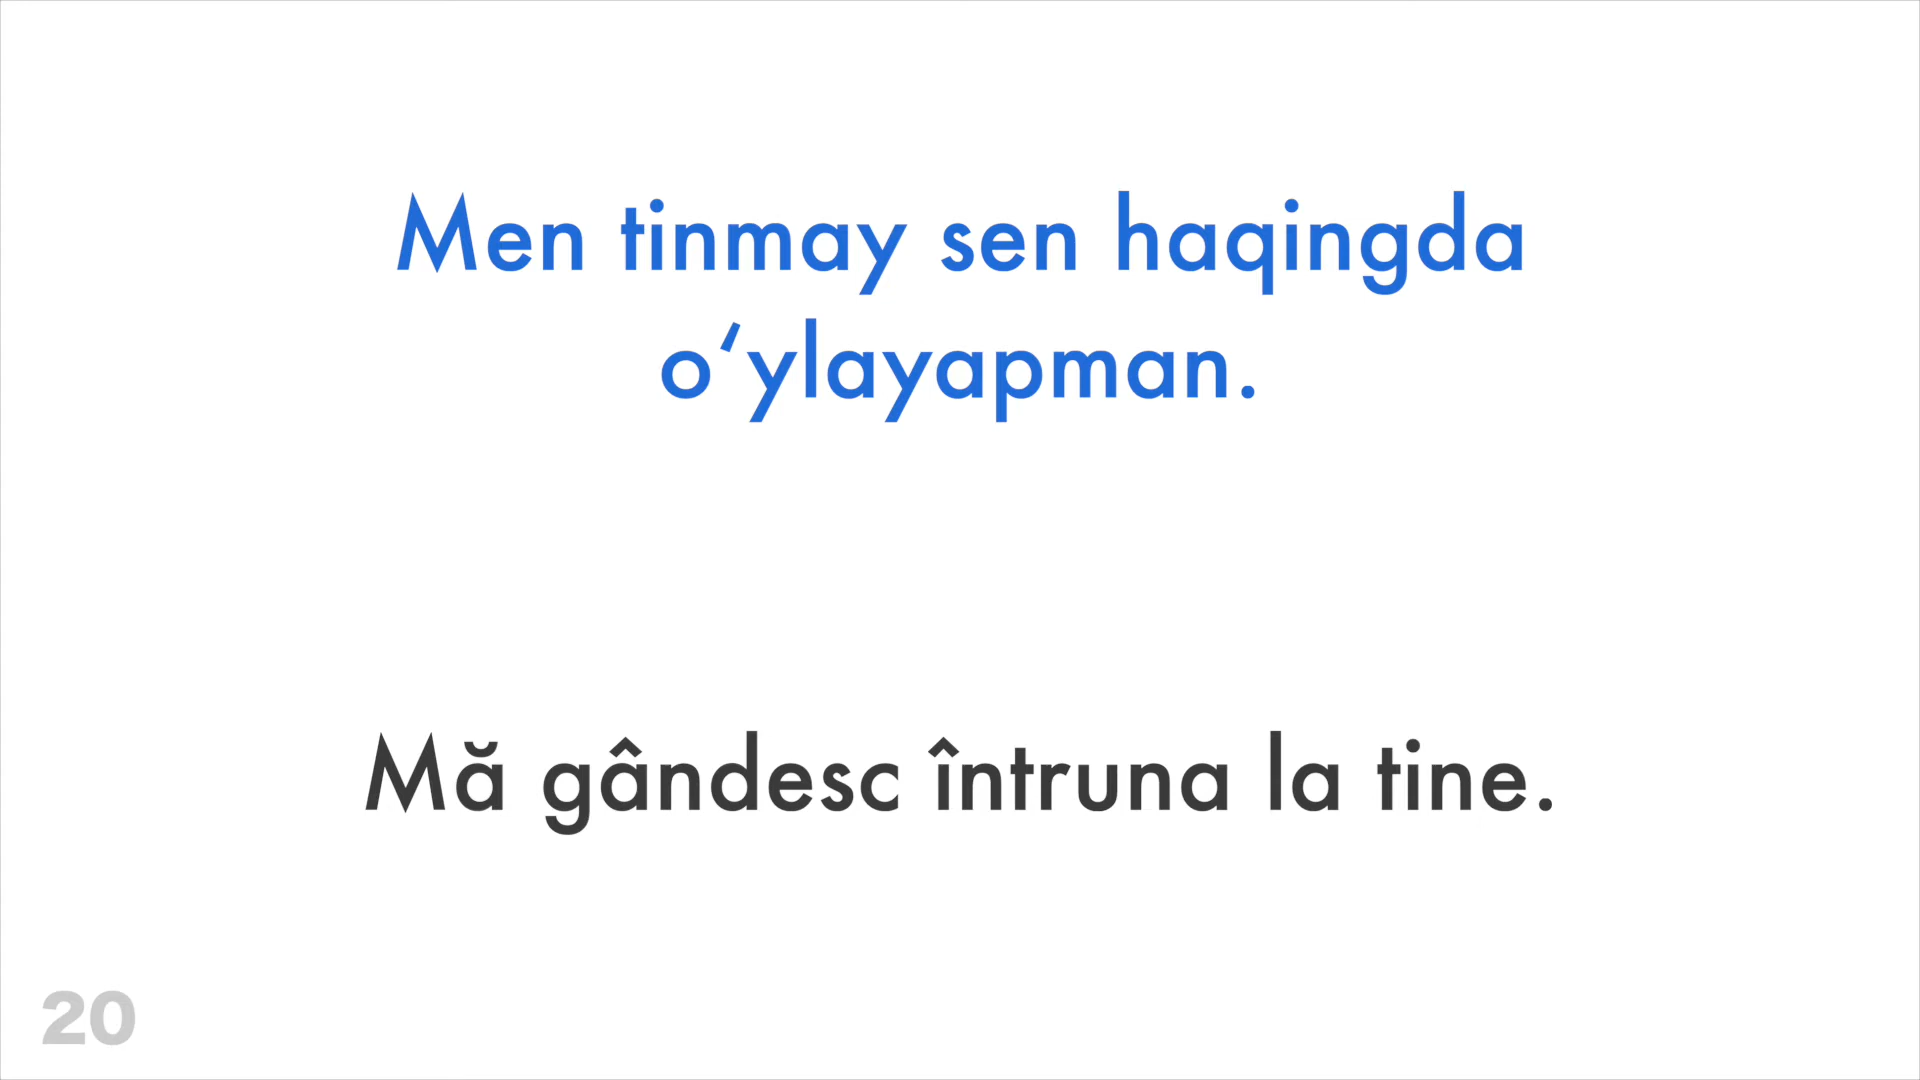 Men tinmay sen haqingda
o‘ylayapman.
Mă gândesc întruna la tine.
20